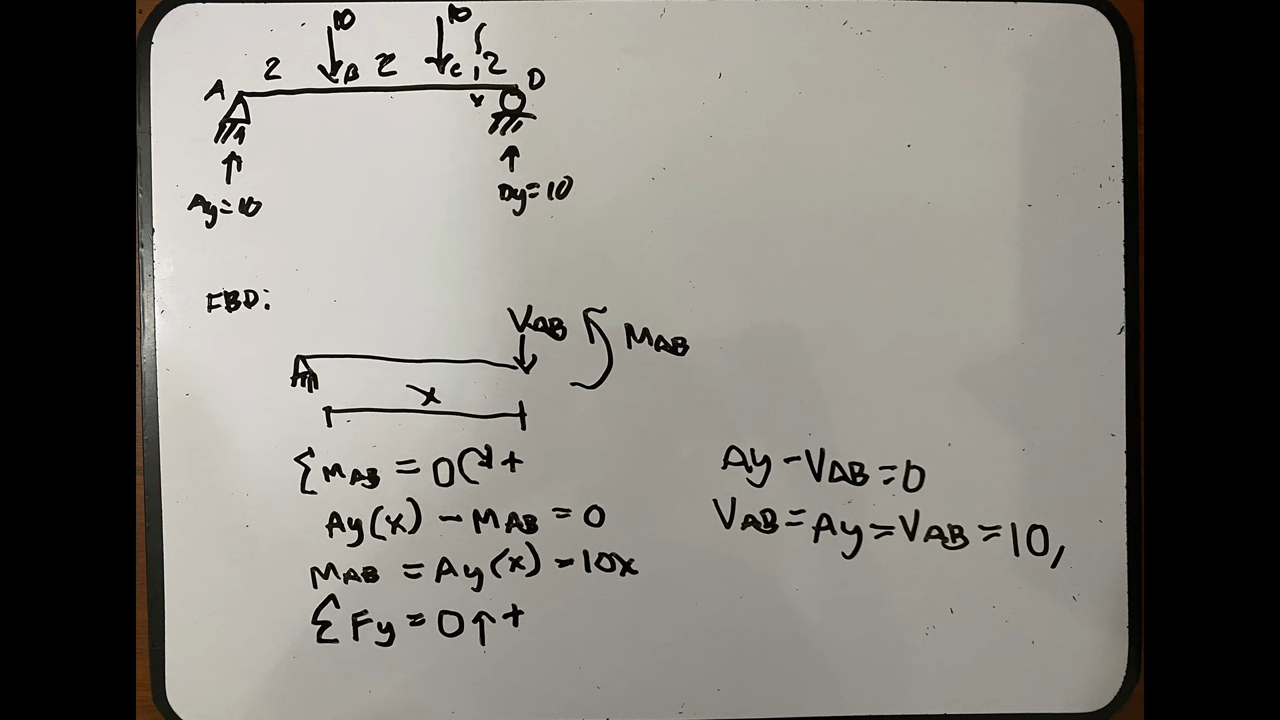 10 10
2 B 2 C 2 D
A x
Ay=10 Dy=10
FBD:
VAB MAB
x
ΣMAB = 0 +
Ay(x) - MAB = 0
MAB = Ay(x) = 10x
ΣFy = 0 ↑ +
Ay - VAB = 0
VAB = Ay = VAB = 10,